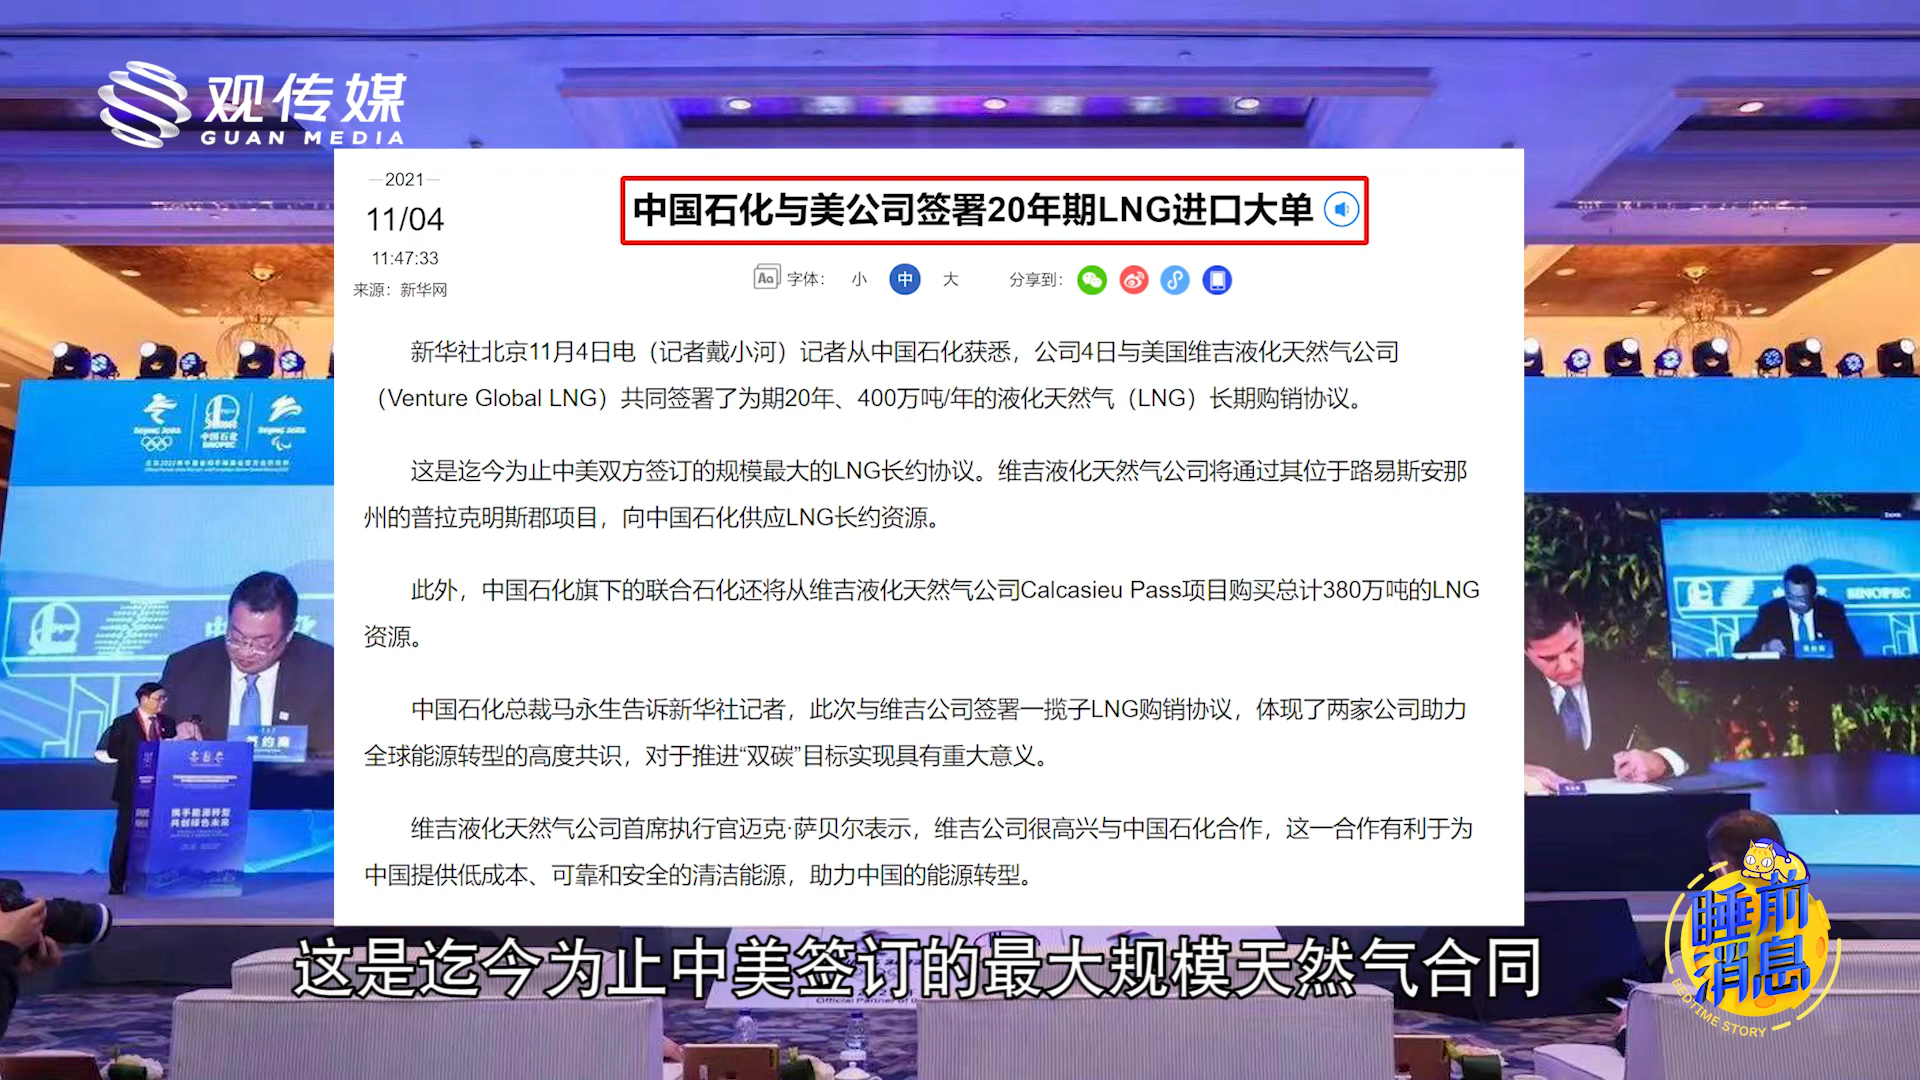 观传媒
GUAN MEDIA
2021
11/04
11:47:33
来源：新华网
中国石化与美公司签署20年期LNG进口大单
字体： 小 中 大 分享到：
新华社北京11月4日电（记者戴小河）记者从中国石化获悉，公司4日与美国维吉液化天然气公司
（Venture Global LNG）共同签署了为期20年、400万吨/年的液化天然气（LNG）长期购销协议。
这是迄今为止中美双方签订的规模最大的LNG长约协议。维吉液化天然气公司将通过其位于路易斯安那
州的普拉克明斯郡项目，向中国石化供应LNG长约资源。
此外，中国石化旗下的联合石化还将从维吉液化天然气公司Calcasieu Pass项目购买总计380万吨的LNG
资源。
中国石化总裁马永生告诉新华社记者，此次与维吉公司签署一揽子LNG购销协议，体现了两家公司助力
全球能源转型的高度共识，对于推进“双碳”目标实现具有重大意义。
维吉液化天然气公司首席执行官迈克·萨贝尔表示，维吉公司很高兴与中国石化合作，这一合作有利于为
中国提供低成本、可靠和安全的清洁能源，助力中国的能源转型。
中国石化
SINOPEC
携手能源转型
共创绿色未来
SINOPEC
这是迄今为止中美签订的最大规模天然气合同
睡前
消息
BEDTIME STORY